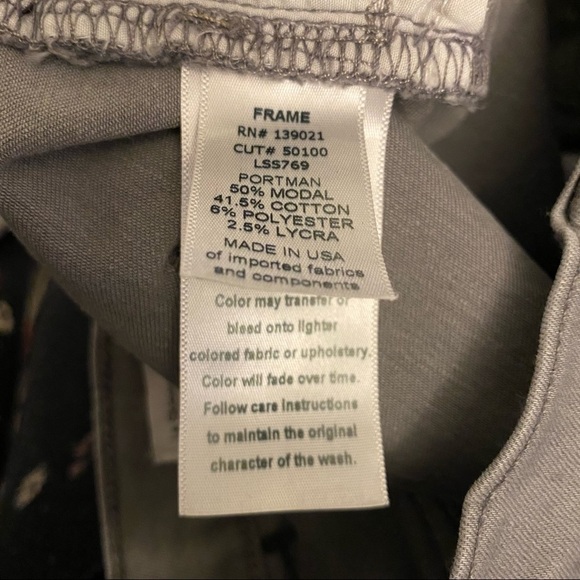 FRAME
RN# 139021
CUT# 50100
LSS769
PORTMAN
50% MODAL
41.5% COTTON
6% POLYESTER
2.5% LYCRA
MADE IN USA
of imported fabrics
and components
Color may transfer or
bleed onto lighter
colored fabric or upholstery.
Color will fade over time.
Follow care instructions
to maintain the original
character of the wash.